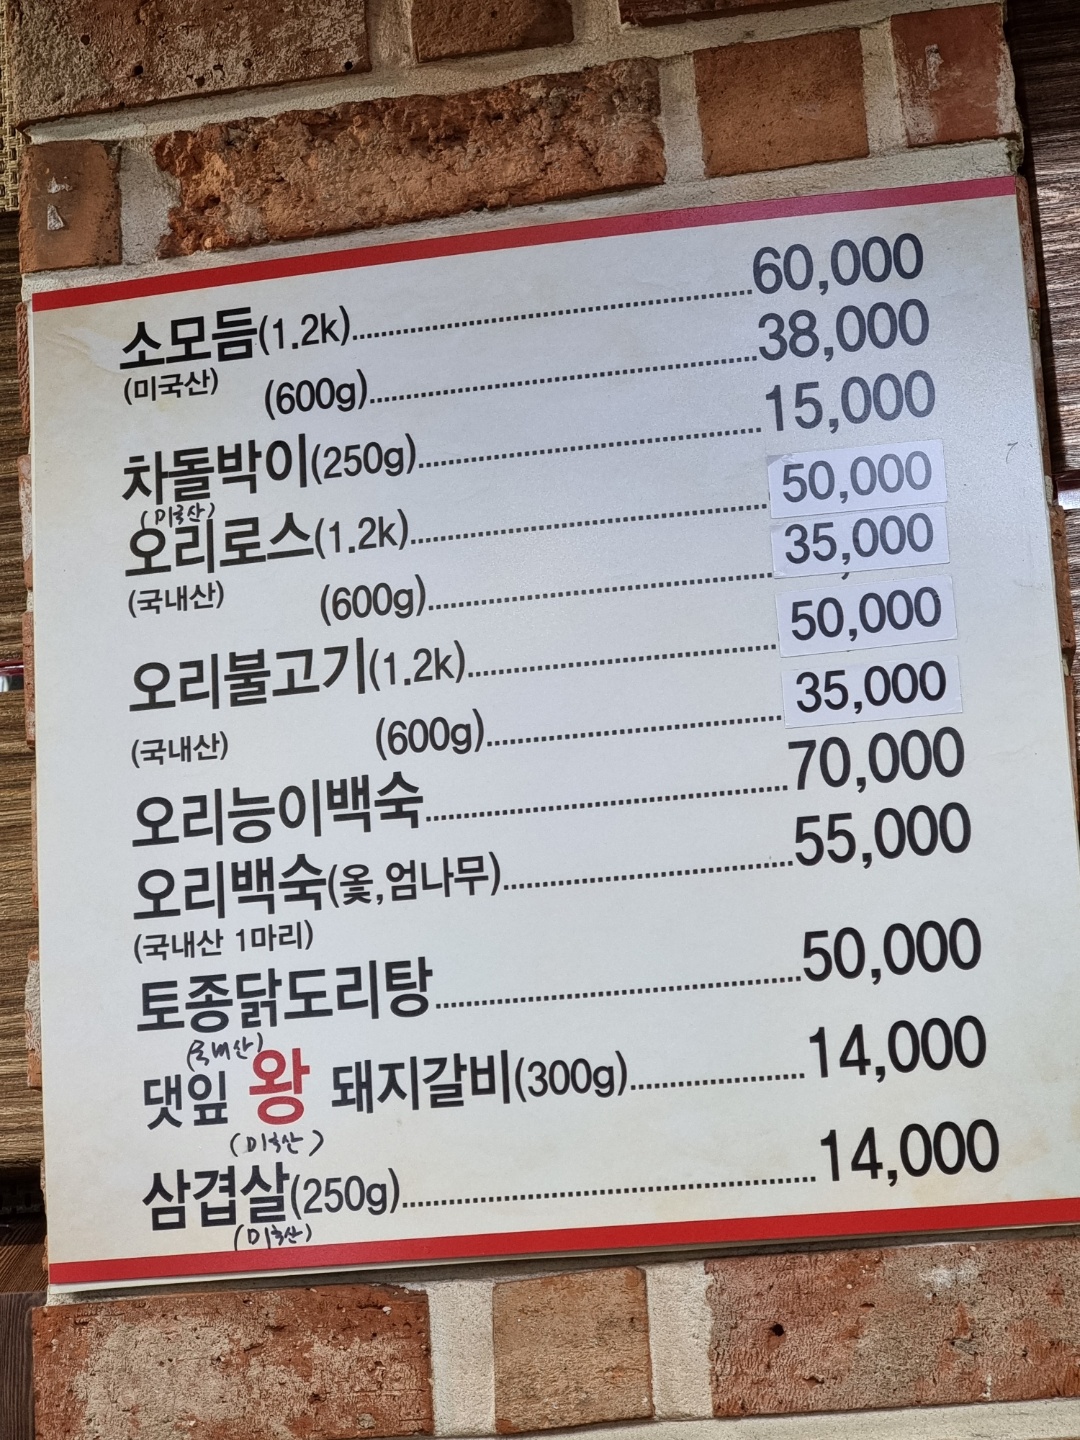 소모듬(1.2k)........60,000
(미국산) (600g)........38,000
차돌박이(250g)........15,000
(미국산)
오리로스(1.2k)........50,000
(국내산) (600g)........35,000
오리불고기(1.2k)........50,000
(국내산) (600g)........35,000
오리능이백숙........70,000
오리백숙(옻,엄나무)........55,000
(국내산 1마리)
토종닭도리탕........50,000
(국내산)
댓잎 왕 돼지갈비(300g)........14,000
(미국산)
삼겹살(250g)........14,000
(미국산)